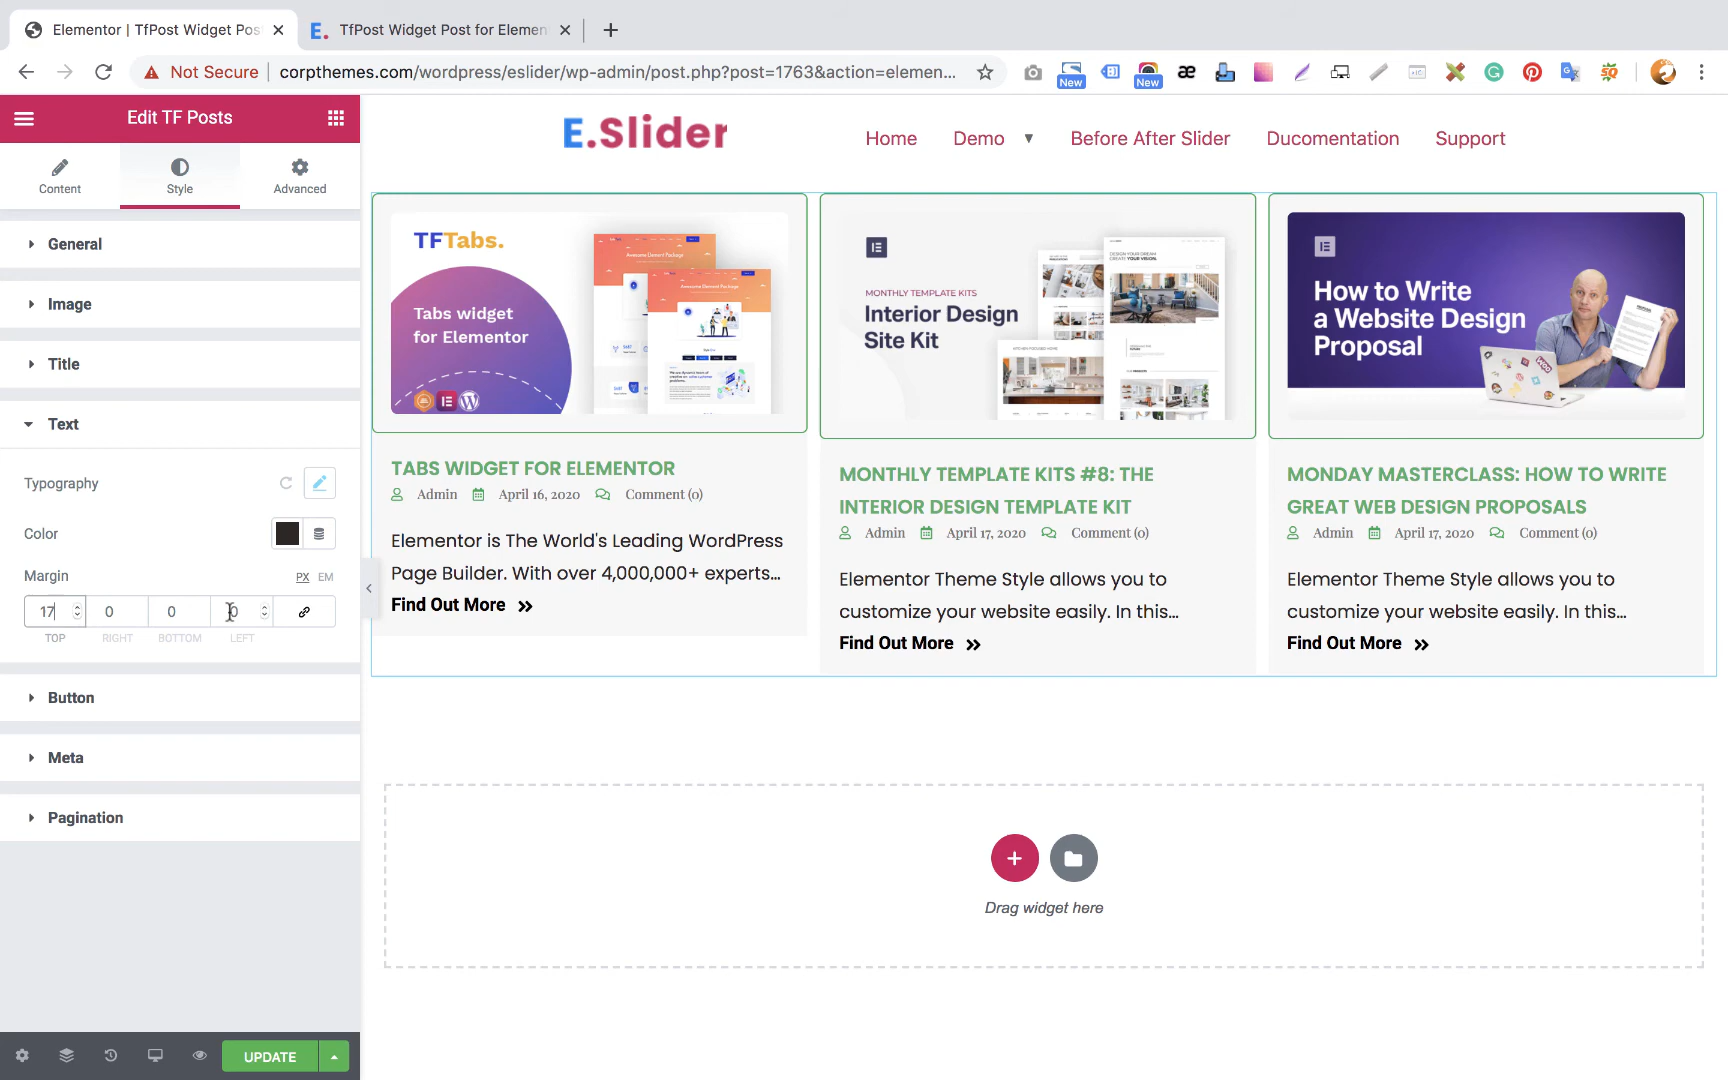 Elementor | TfPost Widget Pos
E. TfPost Widget Post for Elemen
Not Secure | corpthemes.com/wordpress/eslider/wp-admin/post.php?post=1763&action=elemen...
New
New
Edit TF Posts
Content
Style
Advanced
General
Image
Title
Text
Typography
Color
Margin
PX EM
17 0 0 0
TOP RIGHT BOTTOM LEFT
Button
Meta
Pagination
UPDATE
E.Slider
Home Demo Before After Slider Ducomentation Support
TFTabs.
Tabs widget
for Elementor
TABS WIDGET FOR ELEMENTOR
Admin April 16, 2020 Comment (0)
Elementor is The World's Leading WordPress
Page Builder. With over 4,000,000+ experts...
Find Out More »
MONTHLY TEMPLATE KITS
Interior Design
Site Kit
DESIGN YOUR DREAM
CREATE YOUR VISION.
MONTHLY TEMPLATE KITS #8: THE
INTERIOR DESIGN TEMPLATE KIT
Admin April 17, 2020 Comment (0)
Elementor Theme Style allows you to
customize your website easily. In this...
Find Out More »
How to Write
a Website Design
Proposal
MONDAY MASTERCLASS: HOW TO WRITE
GREAT WEB DESIGN PROPOSALS
Admin April 17, 2020 Comment (0)
Elementor Theme Style allows you to
customize your website easily. In this...
Find Out More »
Drag widget here